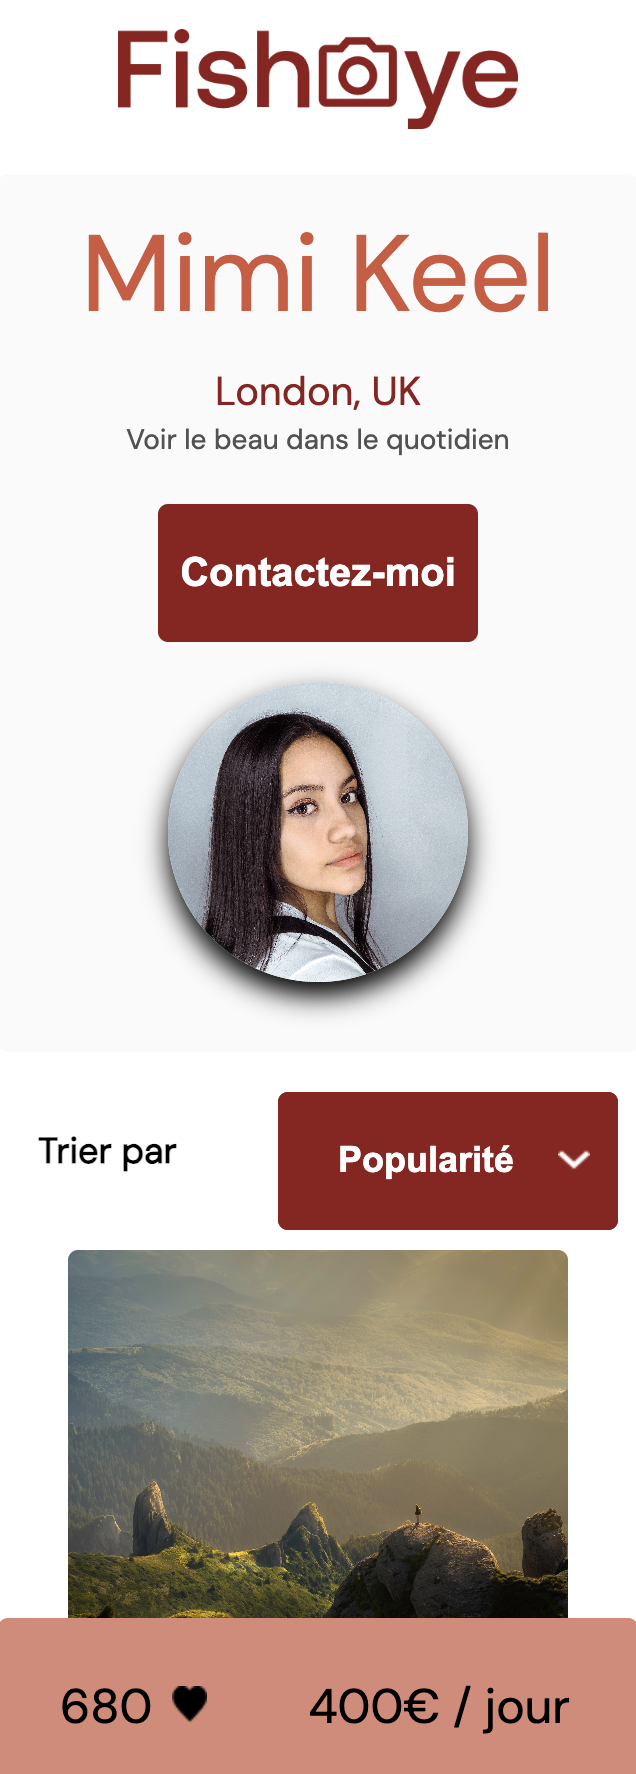 Fisheye
Mimi Keel
London, UK
Voir le beau dans le quotidien
Contactez-moi
Trier par
Popularité
680
400€ / jour